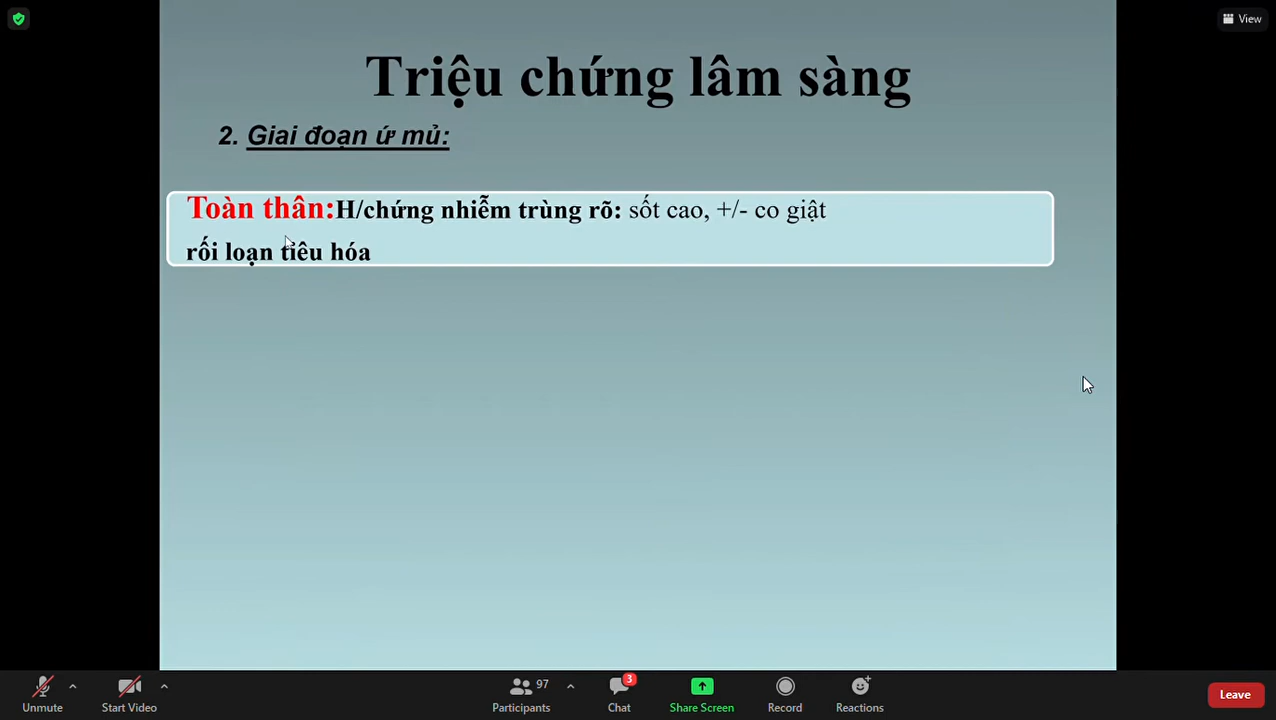 View
Triệu chứng lâm sàng
2. Giai đoạn ứ mủ:
Toàn thân:H/chứng nhiễm trùng rõ: sốt cao, +/- co giật
rối loạn tiêu hóa
97
3
Unmute
Start Video
Participants
Chat
Share Screen
Record
Reactions
Leave